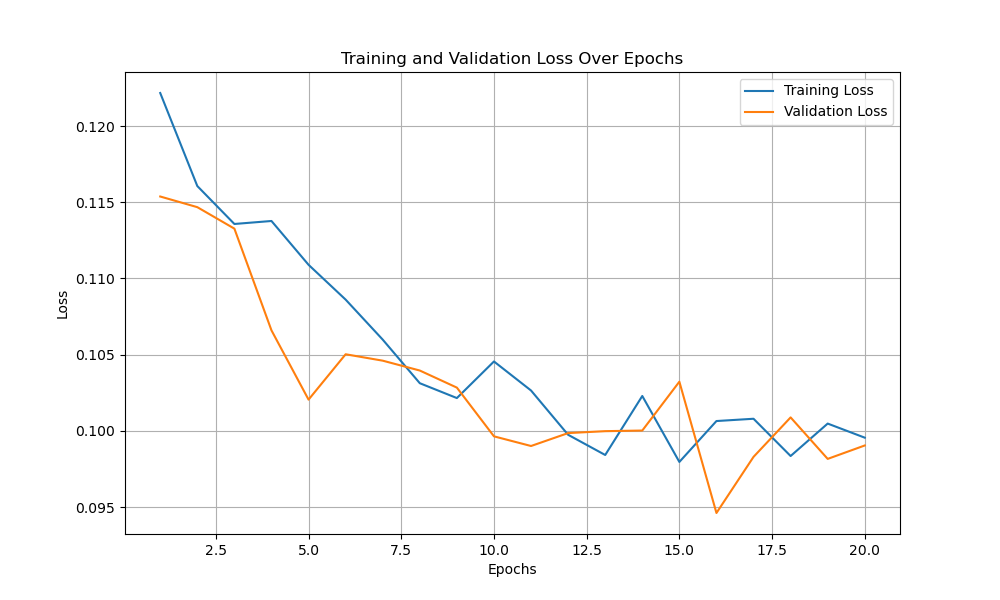 Training and Validation Loss Over Epochs
Training Loss
Validation Loss
0.120
0.115
0.110
0.105
0.100
0.095
Loss
2.5 5.0 7.5 10.0 12.5 15.0 17.5 20.0
Epochs